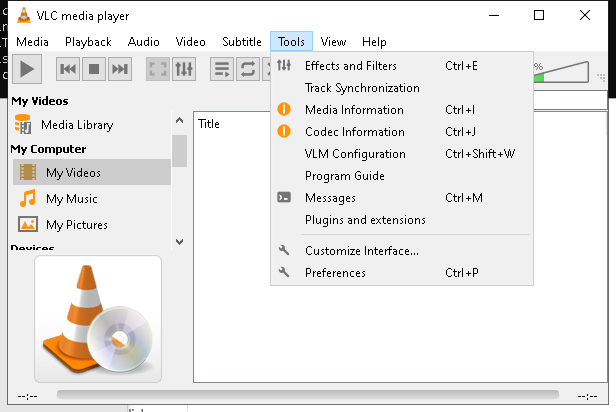 VLC media player
Media Playback Audio Video Subtitle Tools View Help
Effects and Filters Ctrl+E
%
Track Synchronization
Media Information Ctrl+I
Codec Information Ctrl+J
VLM Configuration Ctrl+Shift+W
Program Guide
Messages Ctrl+M
Plugins and extensions
Customize Interface...
Preferences Ctrl+P
My Videos
Media Library
My Computer
My Videos
My Music
My Pictures
Devices
Title
--:-- --:--